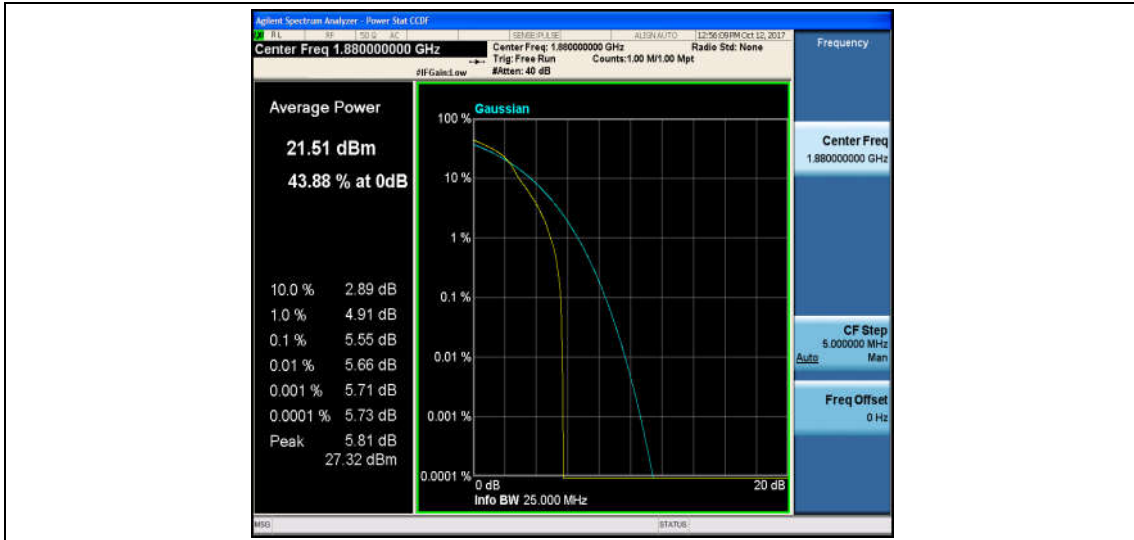 Agilent Spectrum Analyzer - Power Stat CCDF
RL RF 50 Ω AC SENSE:PULSE ALIGN AUTO 12:56:09 PM Oct 12, 2017
Center Freq 1.880000000 GHz
Center Freq: 1.880000000 GHz Radio Std: None
Trig: Free Run Counts:1.00 M/1.00 Mpt
#IFGain:Low #Atten: 40 dB
Frequency
Average Power
21.51 dBm
43.88 % at 0dB
10.0 % 2.89 dB
1.0 % 4.91 dB
0.1 % 5.55 dB
0.01 % 5.66 dB
0.001 % 5.71 dB
0.0001 % 5.73 dB
Peak 5.81 dB
27.32 dBm
Gaussian
100 %
10 %
1 %
0.1 %
0.01 %
0.001 %
0.0001 %
0 dB 20 dB
Info BW 25.000 MHz
Center Freq
1.880000000 GHz
CF Step
5.000000 MHz
Auto Man
Freq Offset
0 Hz
MSG STATUS